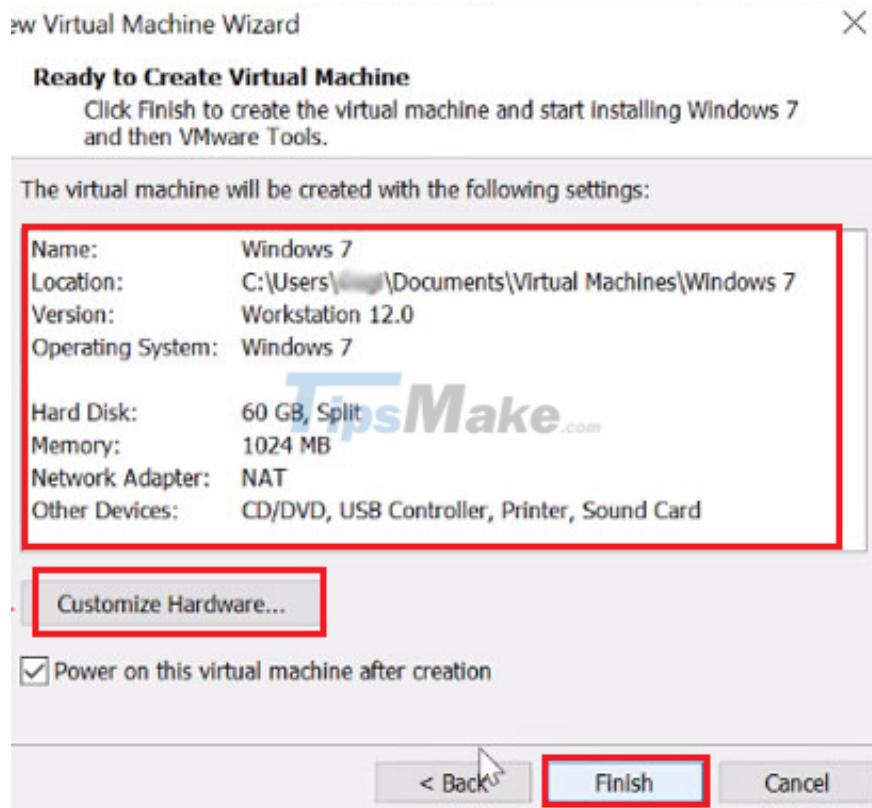 ew Virtual Machine Wizard
Ready to Create Virtual Machine
Click Finish to create the virtual machine and start installing Windows 7
and then VMware Tools.
The virtual machine will be created with the following settings:
Name: Windows 7
Location: C:\Users\ \Documents\Virtual Machines\Windows 7
Version: Workstation 12.0
Operating System: Windows 7
Hard Disk: 60 GB, Split
TipsMake.com
Memory: 1024 MB
Network Adapter: NAT
Other Devices: CD/DVD, USB Controller, Printer, Sound Card
Customize Hardware...
Power on this virtual machine after creation
< Back Finish Cancel